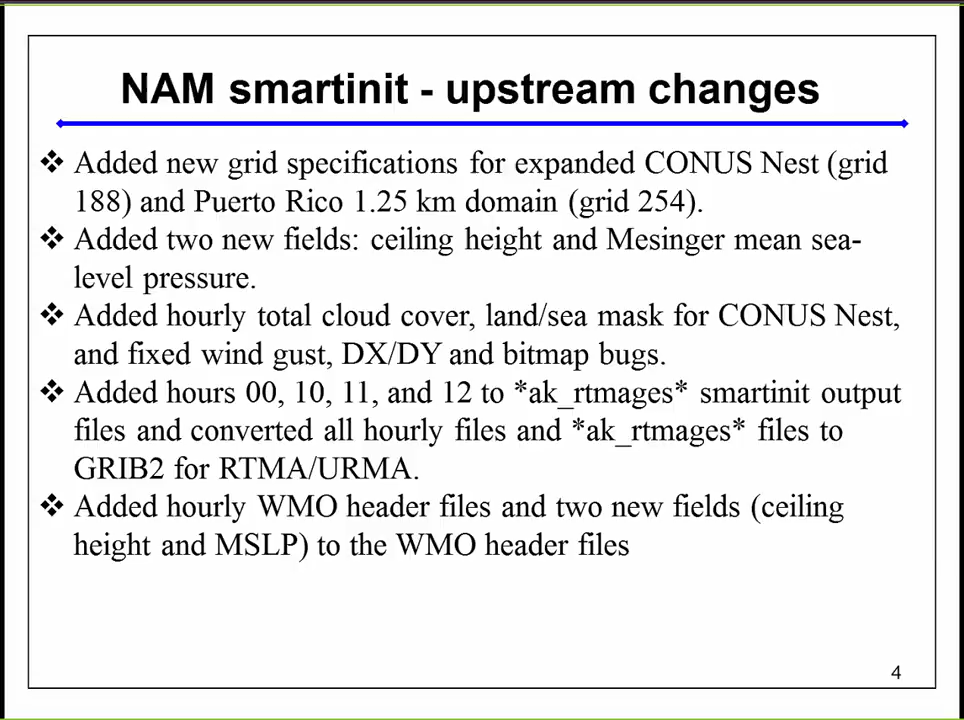 NAM smartinit - upstream changes
❖ Added new grid specifications for expanded CONUS Nest (grid
188) and Puerto Rico 1.25 km domain (grid 254).
❖ Added two new fields: ceiling height and Mesinger mean sea-
level pressure.
❖ Added hourly total cloud cover, land/sea mask for CONUS Nest,
and fixed wind gust, DX/DY and bitmap bugs.
❖ Added hours 00, 10, 11, and 12 to *ak_rtmages* smartinit output
files and converted all hourly files and *ak_rtmages* files to
GRIB2 for RTMA/URMA.
❖ Added hourly WMO header files and two new fields (ceiling
height and MSLP) to the WMO header files
4